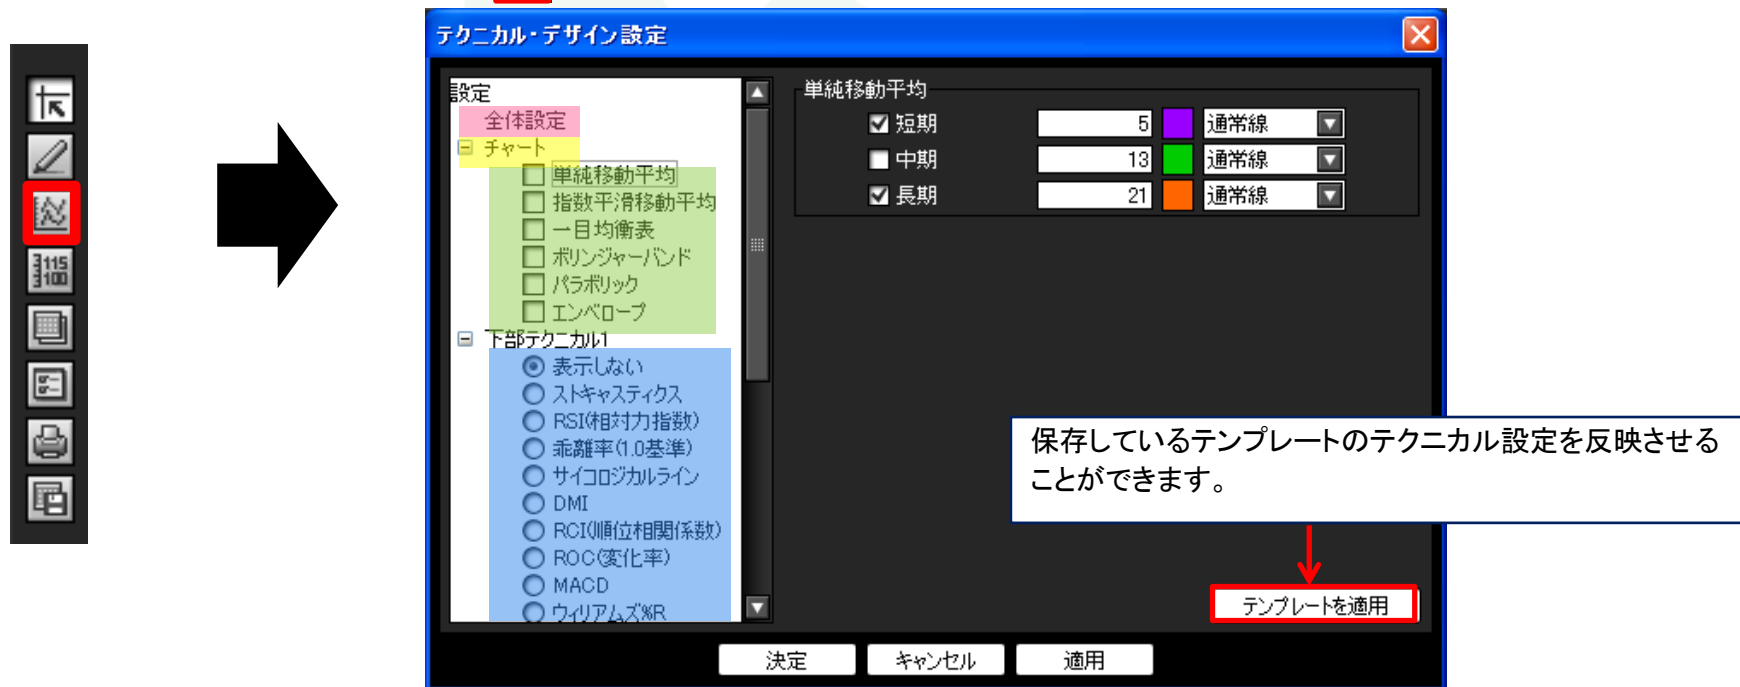 テクニカル・デザイン設定
115
100
設定
全体設定
チャート
単純移動平均
指数平滑移動平均
一目均衡表
ボリンジャーバンド
パラボリック
エンベロープ
下部テクニカル1
表示しない
ストキャスティクス
RSI(相対力指数)
乖離率(1.0基準)
サイコロジカルライン
DMI
RCI(順位相関係数)
ROC(変化率)
MACD
ウィリアムズ%R
単純移動平均
短期 5 通常線
中期 13 通常線
長期 21 通常線
保存しているテンプレートのテクニカル設定を反映させる
ことができます。
テンプレートを適用
決定 キャンセル 適用